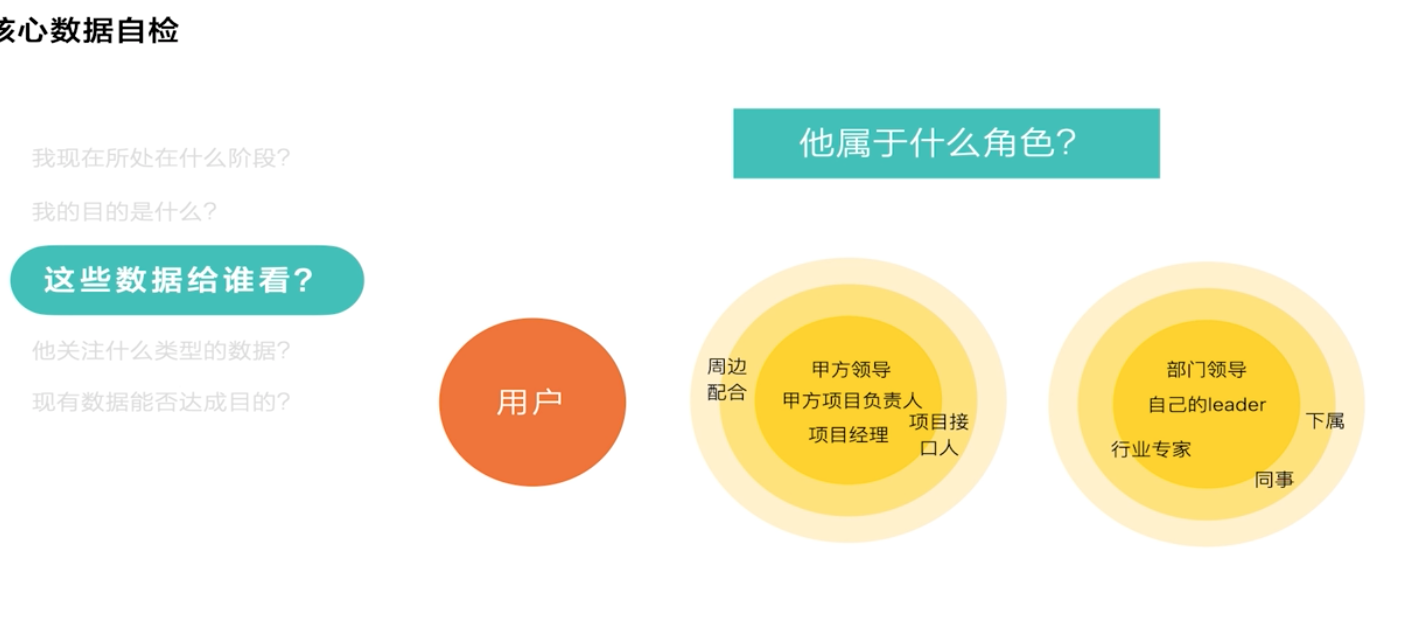 核心数据自检
他属于什么角色?
我现在所处在什么阶段?
我的目的是什么?
这些数据给谁看?
他关注什么类型的数据?
现有数据能否达成目的?
用户
周边
配合
甲方领导
甲方项目负责人
项目经理
项目接
口人
部门领导
自己的leader
行业专家
下属
同事